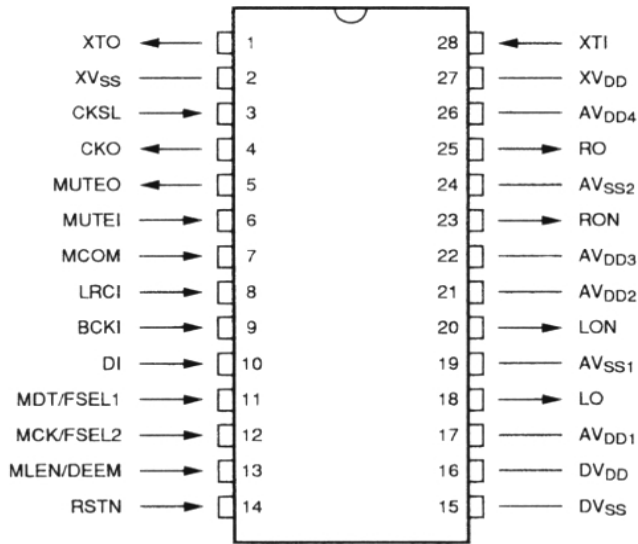 XTO 1 28 XTI
XVSS 2 27 XVDD
CKSL 3 26 AVDD4
CKO 4 25 RO
MUTEO 5 24 AVSS2
MUTEI 6 23 RON
MCOM 7 22 AVDD3
LRCI 8 21 AVDD2
BCKI 9 20 LON
DI 10 19 AVSS1
MDT/FSEL1 11 18 LO
MCK/FSEL2 12 17 AVDD1
MLEN/DEEM 13 16 DVDD
RSTN 14 15 DVSS